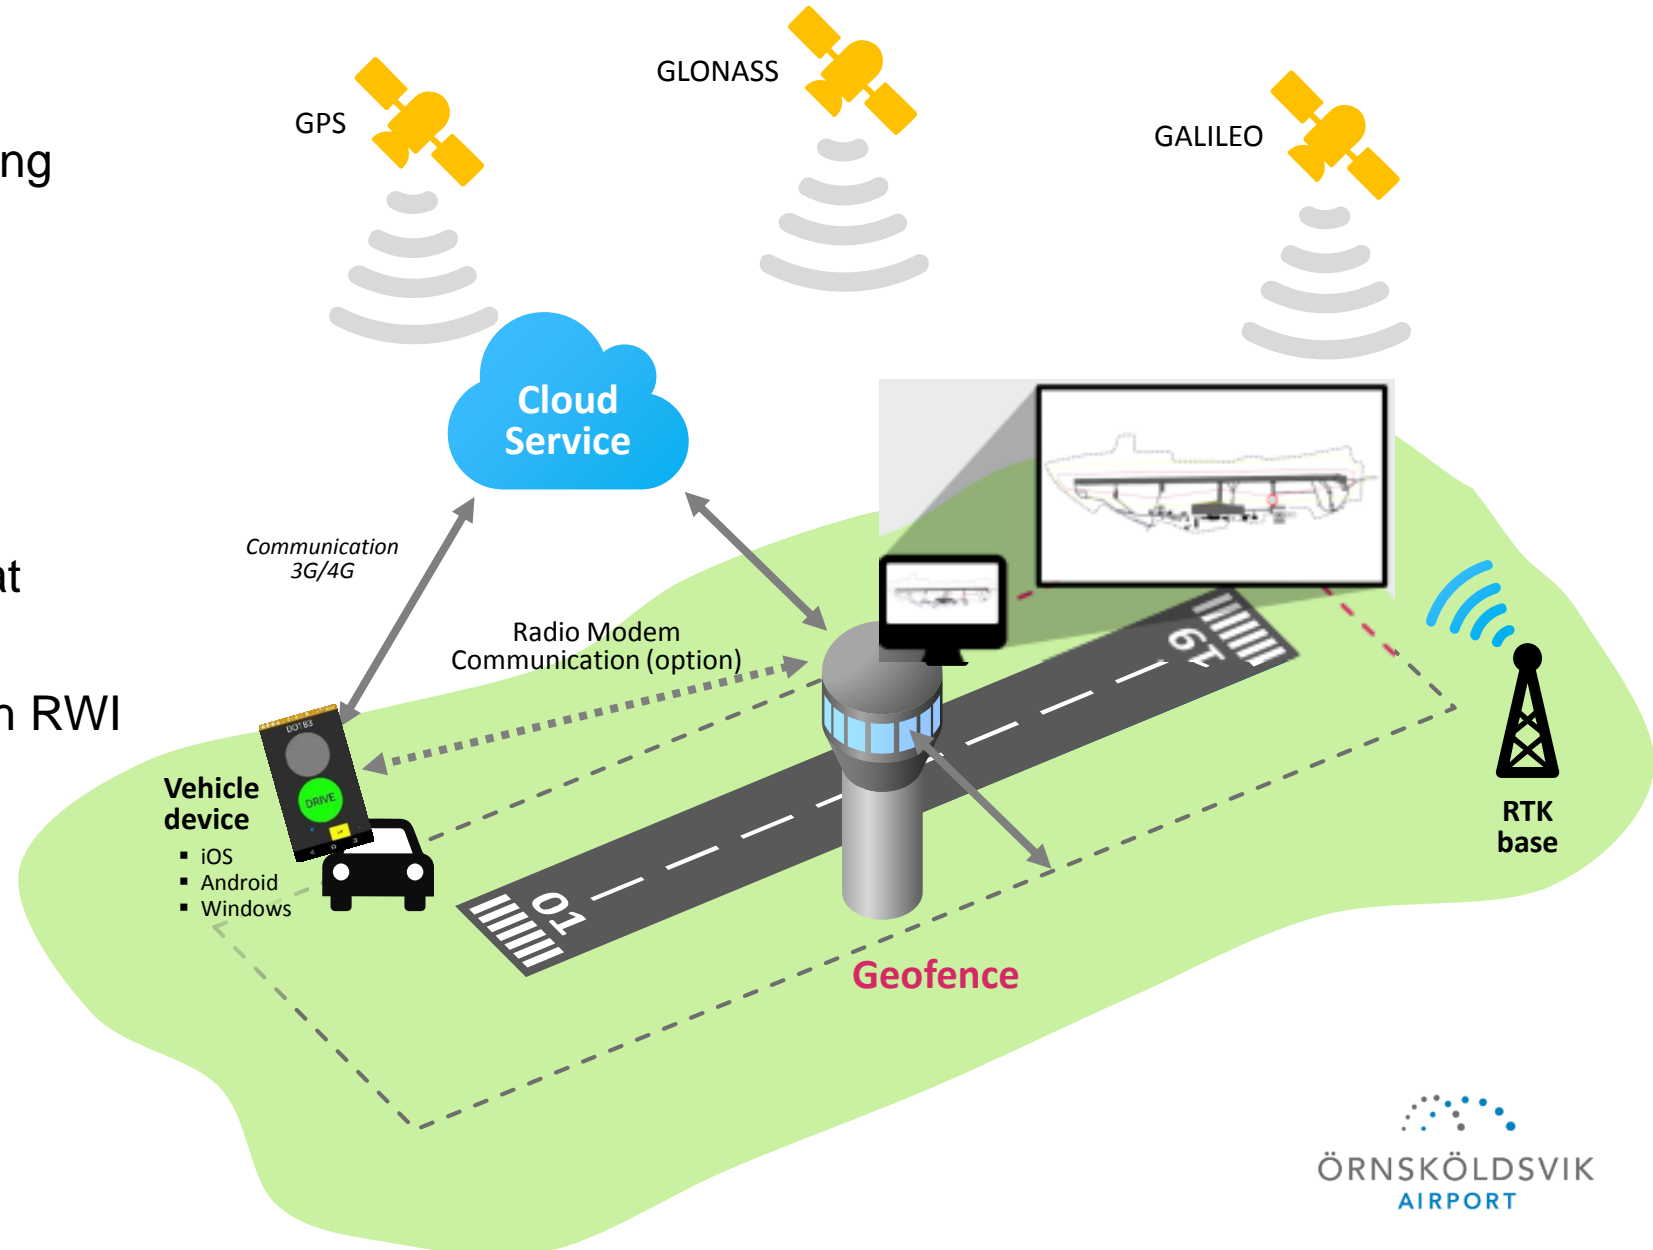 GLONASS
GPS
GALILEO
ng
Cloud
Service
Communication
3G/4G
at
Radio Modem
Communication (option)
19
n RWI
DRIVE
Vehicle
device
▪ iOS
▪ Android
▪ Windows
RTK
base
01
Geofence
ÖRNSKÖLDSVIK
AIRPORT